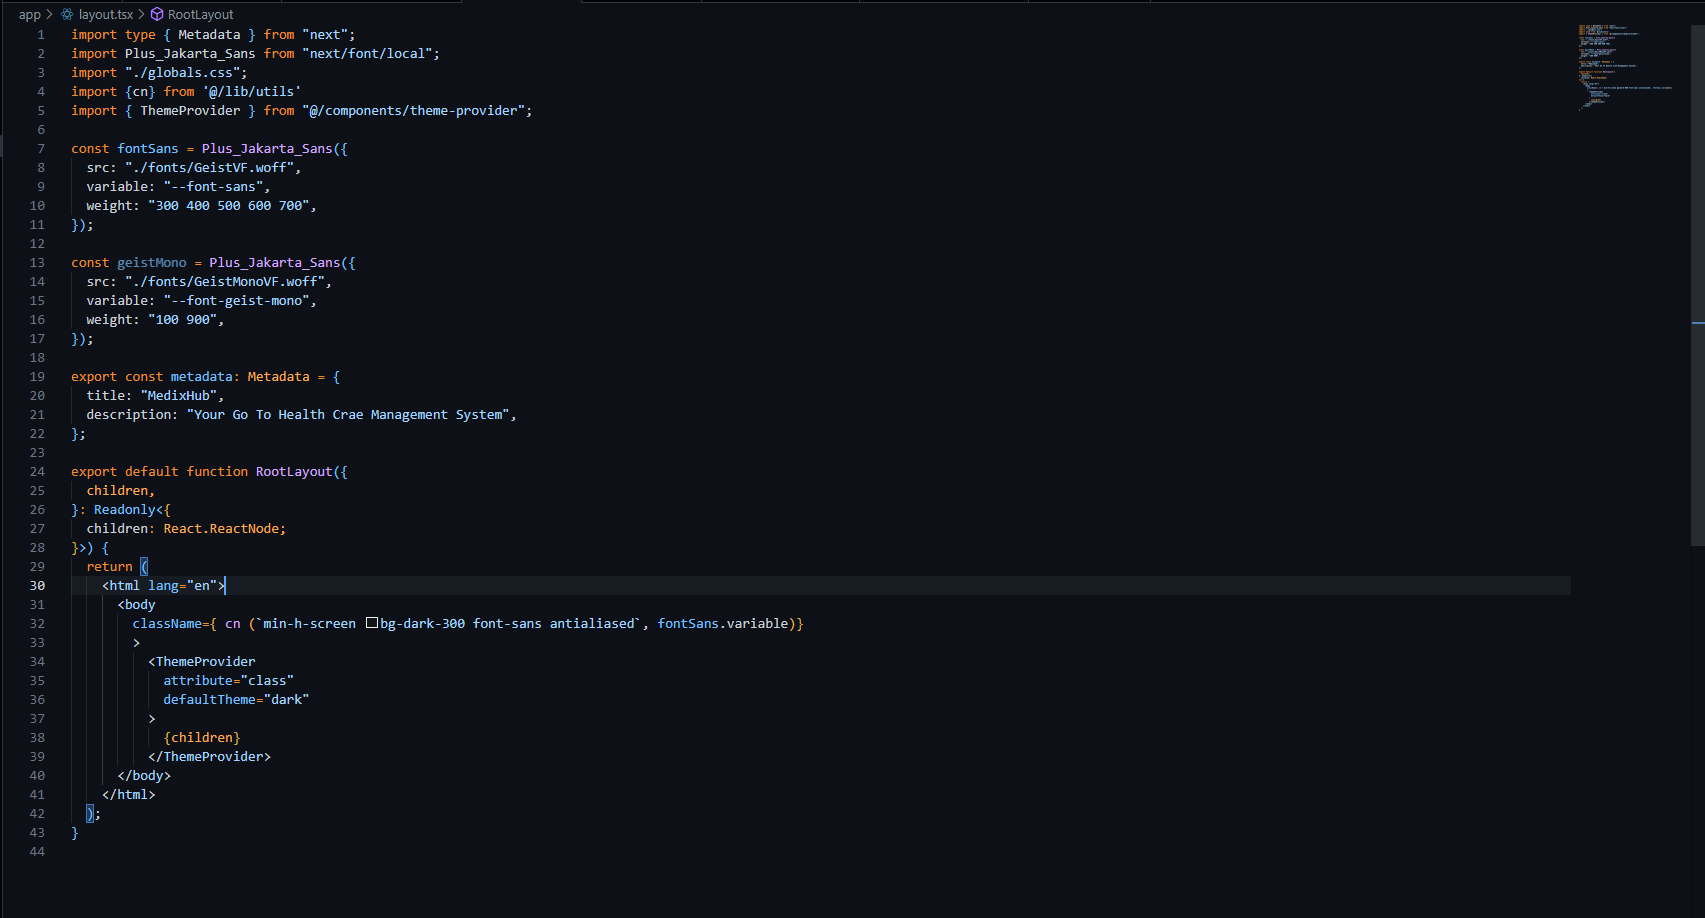 app > layout.tsx > RootLayout
1 import type { Metadata } from "next";
2 import Plus_Jakarta_Sans from "next/font/local";
3 import "./globals.css";
4 import {cn} from '@/lib/utils'
5 import { ThemeProvider } from "@/components/theme-provider";
6
7 const fontSans = Plus_Jakarta_Sans({
8 src: "./fonts/GeistVF.woff",
9 variable: "--font-sans",
10 weight: "300 400 500 600 700",
11 });
12
13 const geistMono = Plus_Jakarta_Sans({
14 src: "./fonts/GeistMonoVF.woff",
15 variable: "--font-geist-mono",
16 weight: "100 900",
17 });
18
19 export const metadata: Metadata = {
20 title: "MedixHub",
21 description: "Your Go To Health Crae Management System",
22 };
23
24 export default function RootLayout({
25 children,
26 }: Readonly<{
27 children: React.ReactNode;
28 }>) {
29 return (
30 <html lang="en">
31 <body
32 className={ cn (`min-h-screen bg-dark-300 font-sans antialiased`, fontSans.variable)}
33 >
34 <ThemeProvider
35 attribute="class"
36 defaultTheme="dark"
37 >
38 {children}
39 </ThemeProvider>
40 </body>
41 </html>
42 );
43 }
44